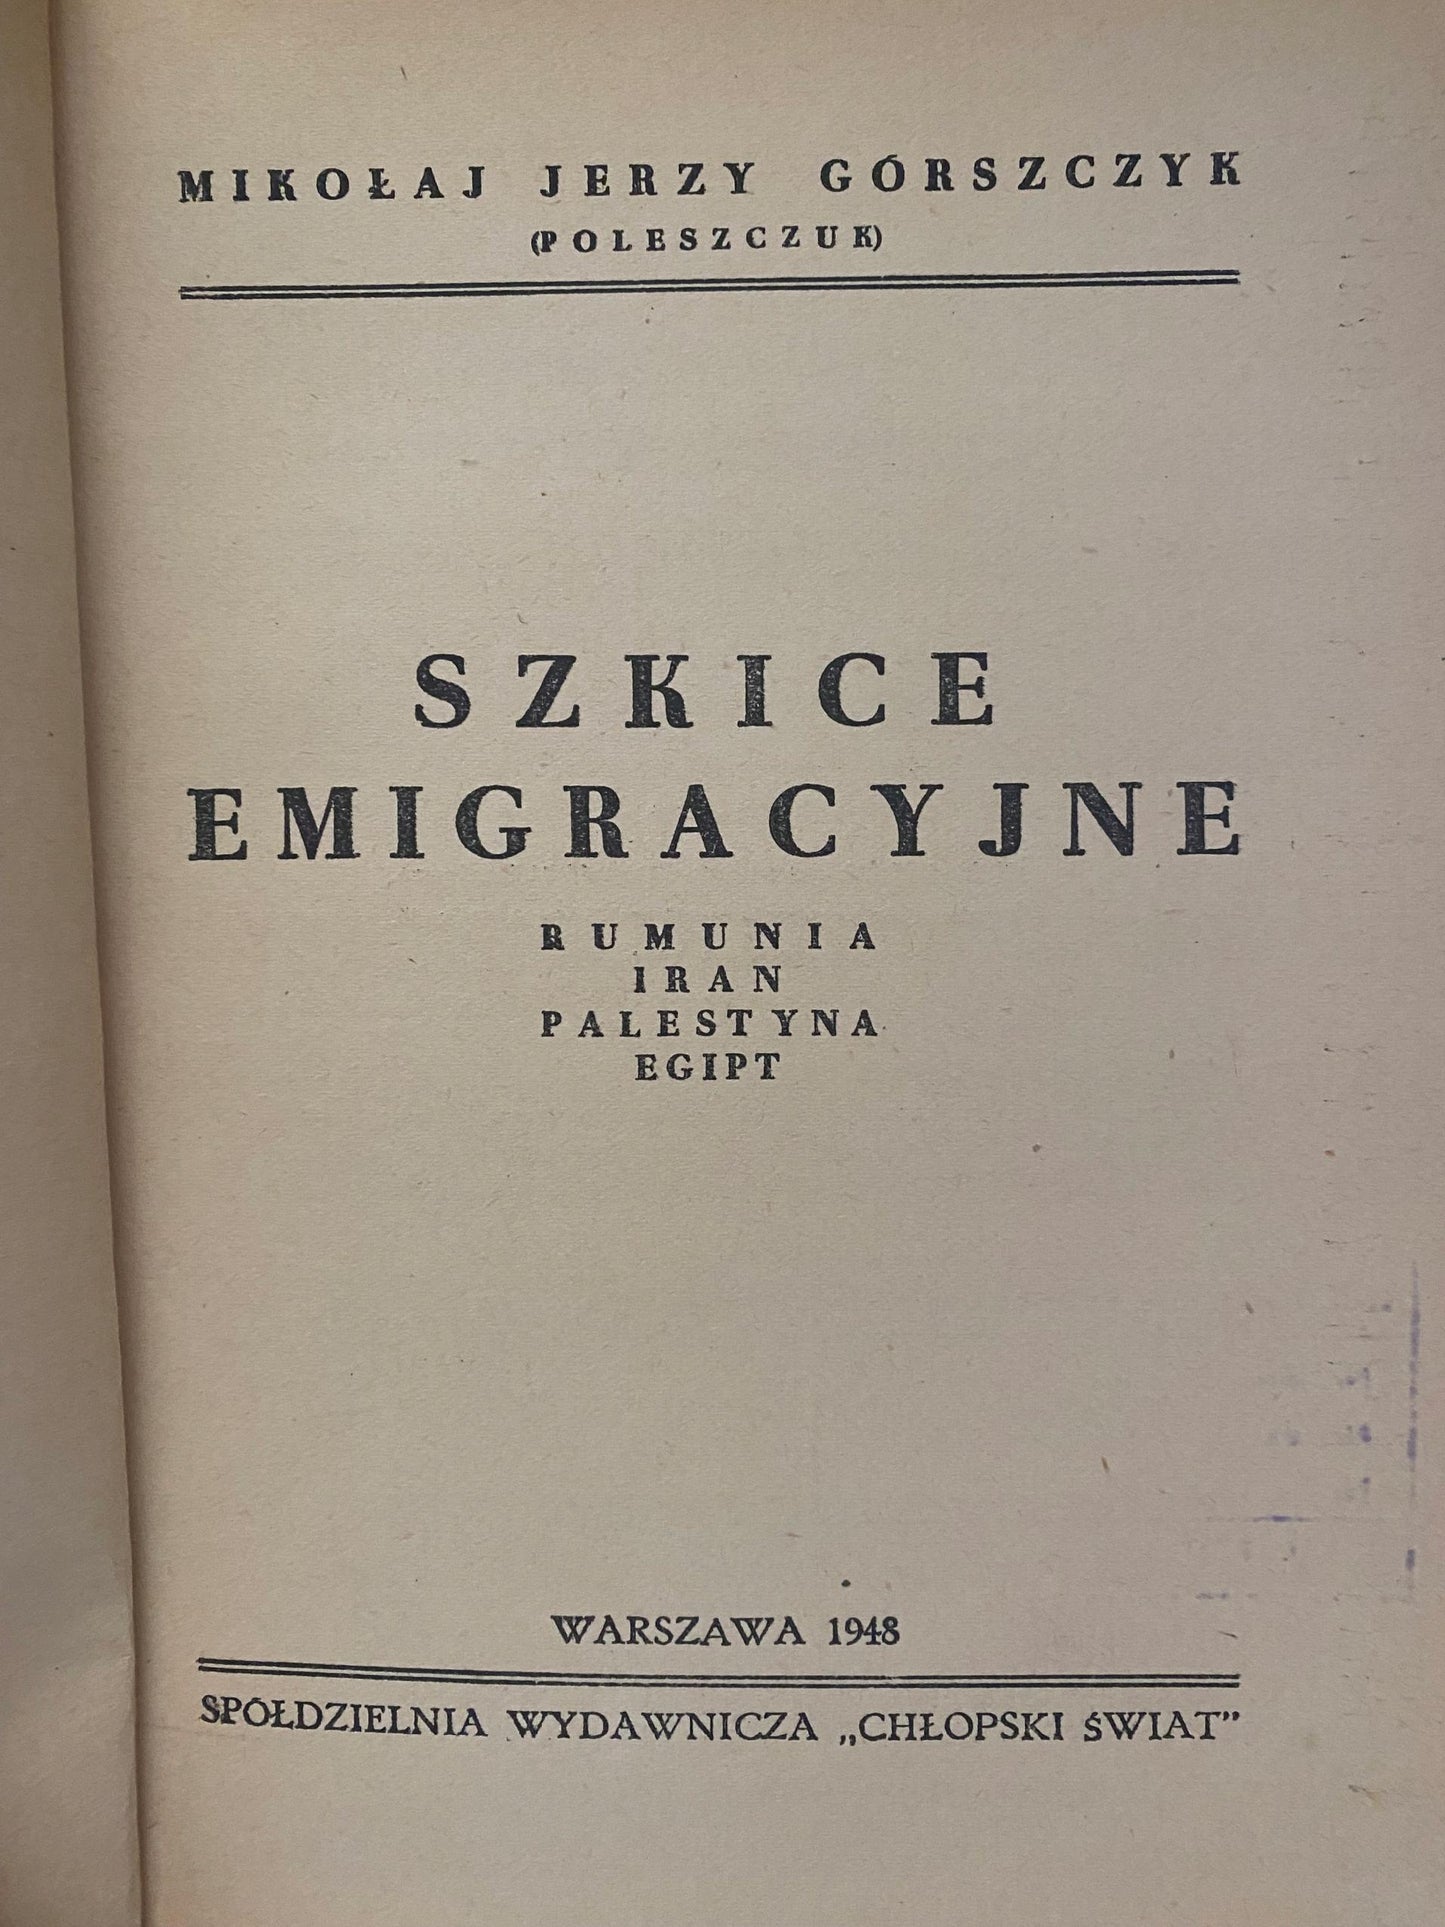 MIKOŁAJ JERZY GÓRSZCZYK
(POLESZCZUK)
SZKICE
EMIGRACYJNE
RUMUNIA
IRAN
PALESTYNA
EGIPT
WARSZAWA 1948
SPÓŁDZIELNIA WYDAWNICZA „CHŁOPSKI ŚWIAT”